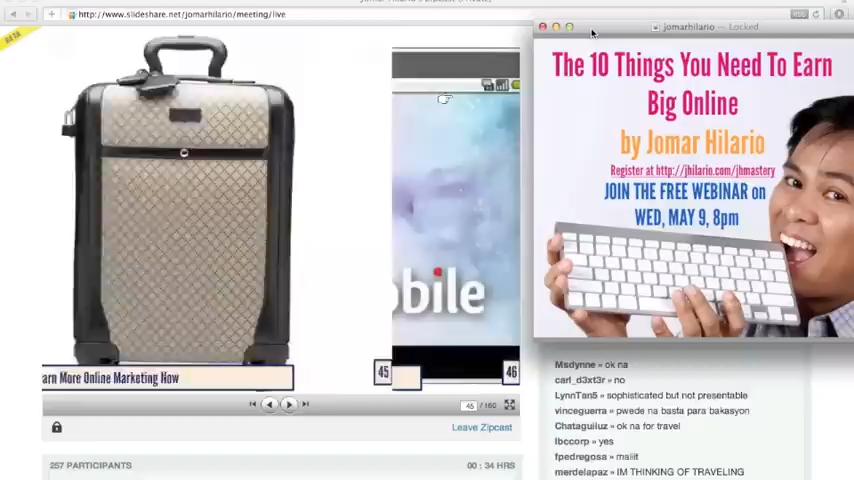 http://www.slideshare.net/jomarhilario/meeting/live
RSS
BETA
jomarhilario — Locked
The 10 Things You Need To Earn
Big Online
by Jomar Hilario
Register at http://jhilario.com/jhmastery
JOIN THE FREE WEBINAR on
WED, MAY 9, 8pm
obile
arn More Online Marketing Now
45
46
45 / 160
Leave Zipcast
257 PARTICIPANTS
00 : 34 HRS
Msdynne » ok na
carl_d3xt3r » no
LynnTan5 » sophisticated but not presentable
vinceguerra » pwede na basta para bakasyon
Chataguiluz » ok na for travel
lbccorp » yes
fpedregosa » maliit
merdelapaz » IM THINKING OF TRAVELING